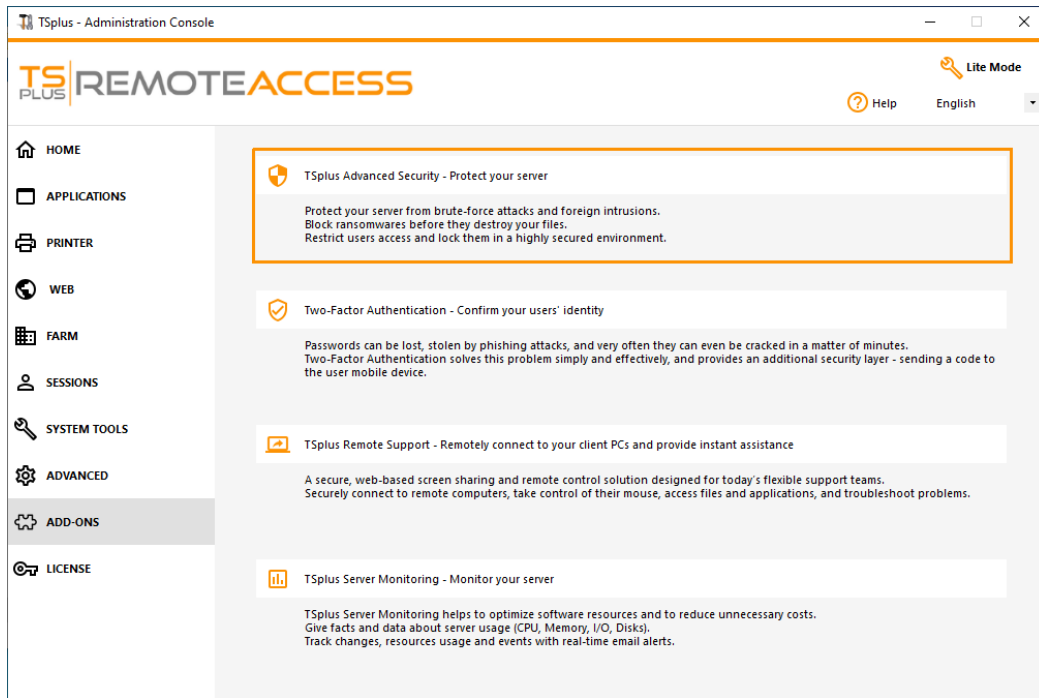 TSplus - Administration Console
TS PLUS REMOTEACCESS
Lite Mode
Help
English
HOME
APPLICATIONS
PRINTER
WEB
FARM
SESSIONS
SYSTEM TOOLS
ADVANCED
ADD-ONS
LICENSE
TSplus Advanced Security - Protect your server
Protect your server from brute-force attacks and foreign intrusions.
Block ransomwares before they destroy your files.
Restrict users access and lock them in a highly secured environment.
Two-Factor Authentication - Confirm your users' identity
Passwords can be lost, stolen by phishing attacks, and very often they can even be cracked in a matter of minutes.
Two-Factor Authentication solves this problem simply and effectively, and provides an additional security layer - sending a code to
the user mobile device.
TSplus Remote Support - Remotely connect to your client PCs and provide instant assistance
A secure, web-based screen sharing and remote control solution designed for today's flexible support teams.
Securely connect to remote computers, take control of their mouse, access files and applications, and troubleshoot problems.
TSplus Server Monitoring - Monitor your server
TSplus Server Monitoring helps to optimize software resources and to reduce unnecessary costs.
Give facts and data about server usage (CPU, Memory, I/O, Disks).
Track changes, resources usage and events with real-time email alerts.